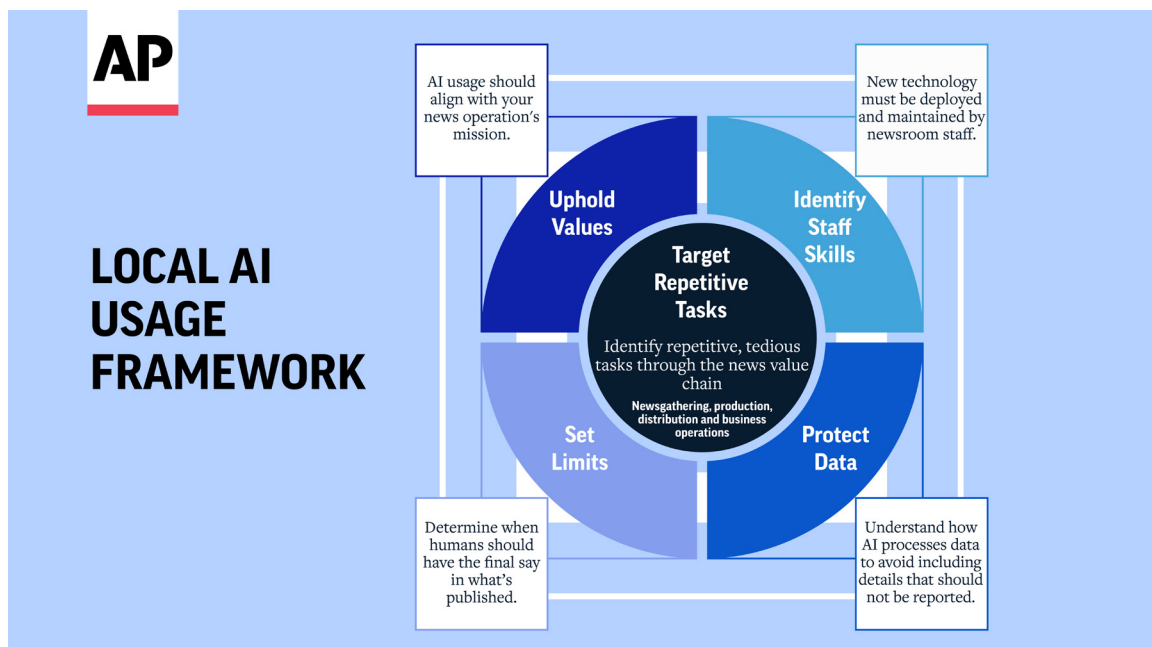 AP
LOCAL AI
USAGE
FRAMEWORK
AI usage should
align with your
news operation's
mission.
New technology
must be deployed
and maintained by
newsroom staff.
Uphold
Values
Identify
Staff
Skills
Target
Repetitive
Tasks
Identify repetitive, tedious
tasks through the news value
chain
Newsgathering, production,
distribution and business
operations
Set
Limits
Protect
Data
Determine when
humans should
have the final say
in what's
published.
Understand how
AI processes data
to avoid including
details that should
not be reported.